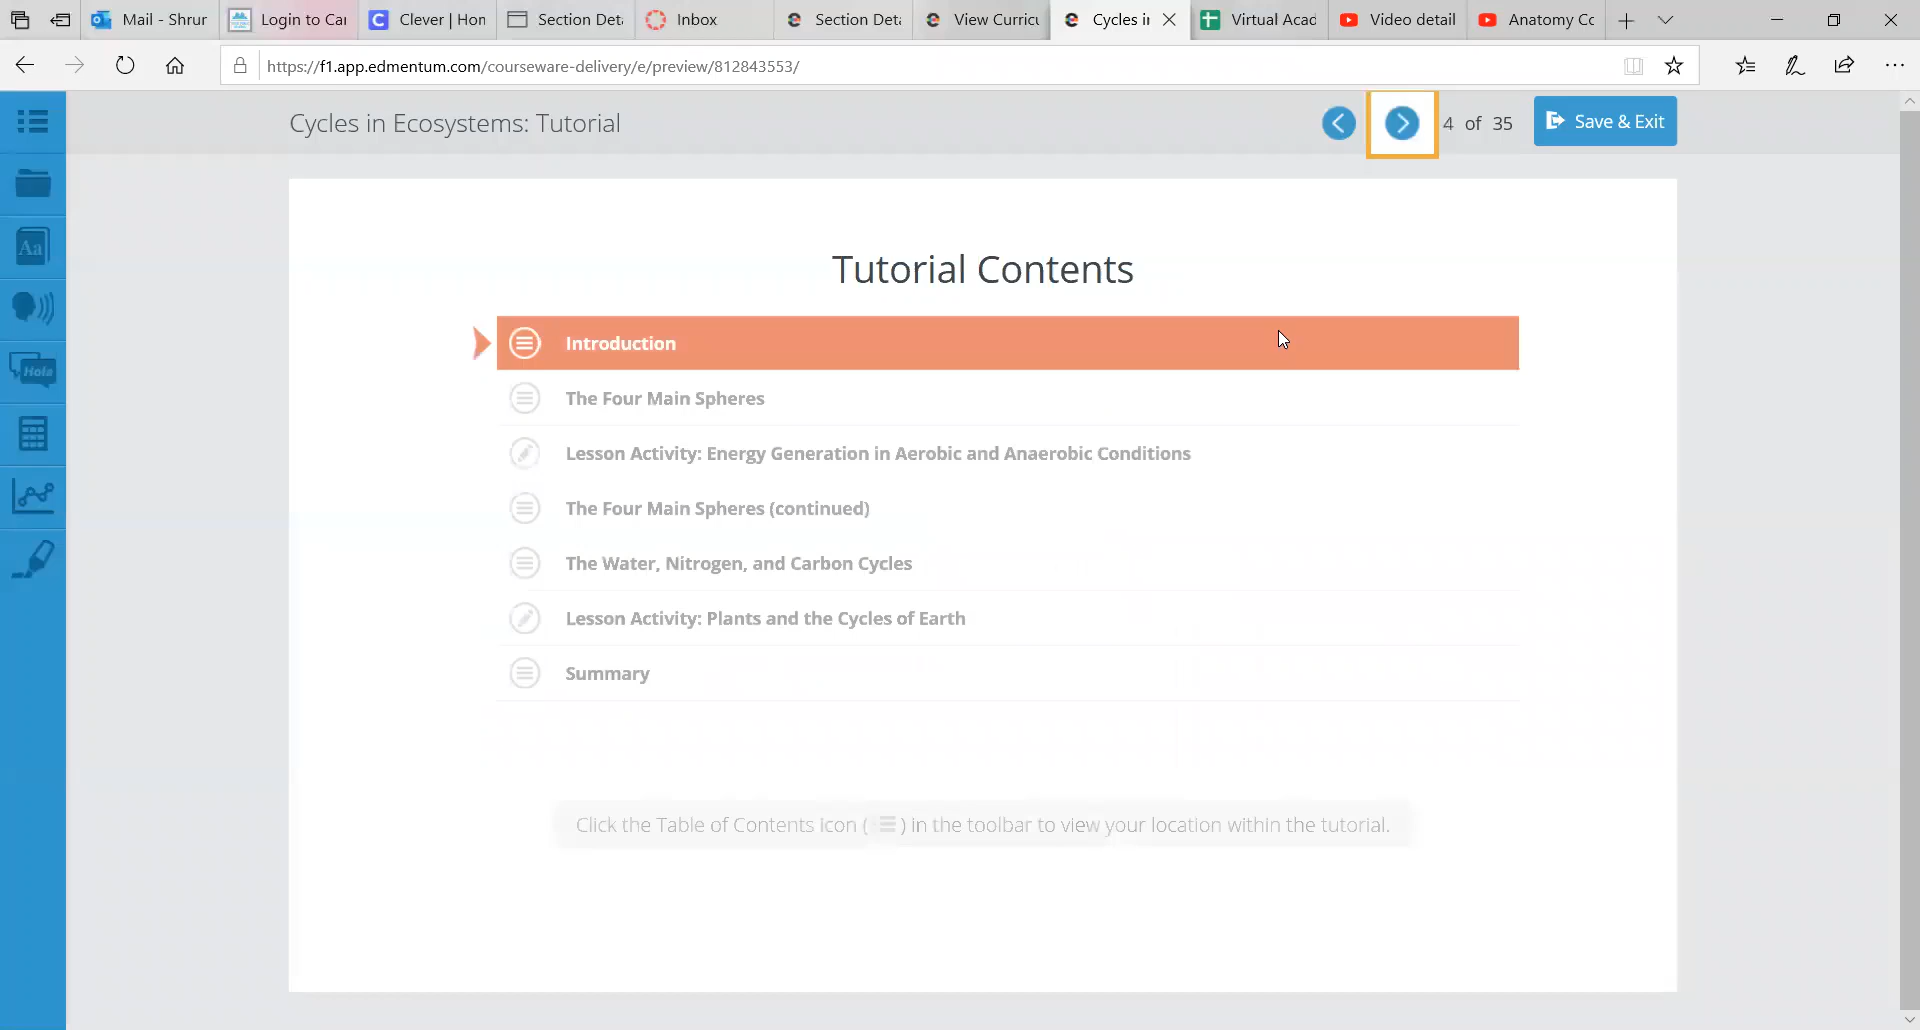 Mail - Shrur
Login to Car
Clever | Hon
Section Deta
Inbox
Section Deta
View Curricu
Cycles in
Virtual Acad
Video detail
Anatomy Co
https://f1.app.edmentum.com/courseware-delivery/e/preview/812843553/
Cycles in Ecosystems: Tutorial
4 of 35
Save & Exit
Aa
Hola
Tutorial Contents
Introduction
The Four Main Spheres
Lesson Activity: Energy Generation in Aerobic and Anaerobic Conditions
The Four Main Spheres (continued)
The Water, Nitrogen, and Carbon Cycles
Lesson Activity: Plants and the Cycles of Earth
Summary
Click the Table of Contents icon ( ) in the toolbar to view your location within the tutorial.